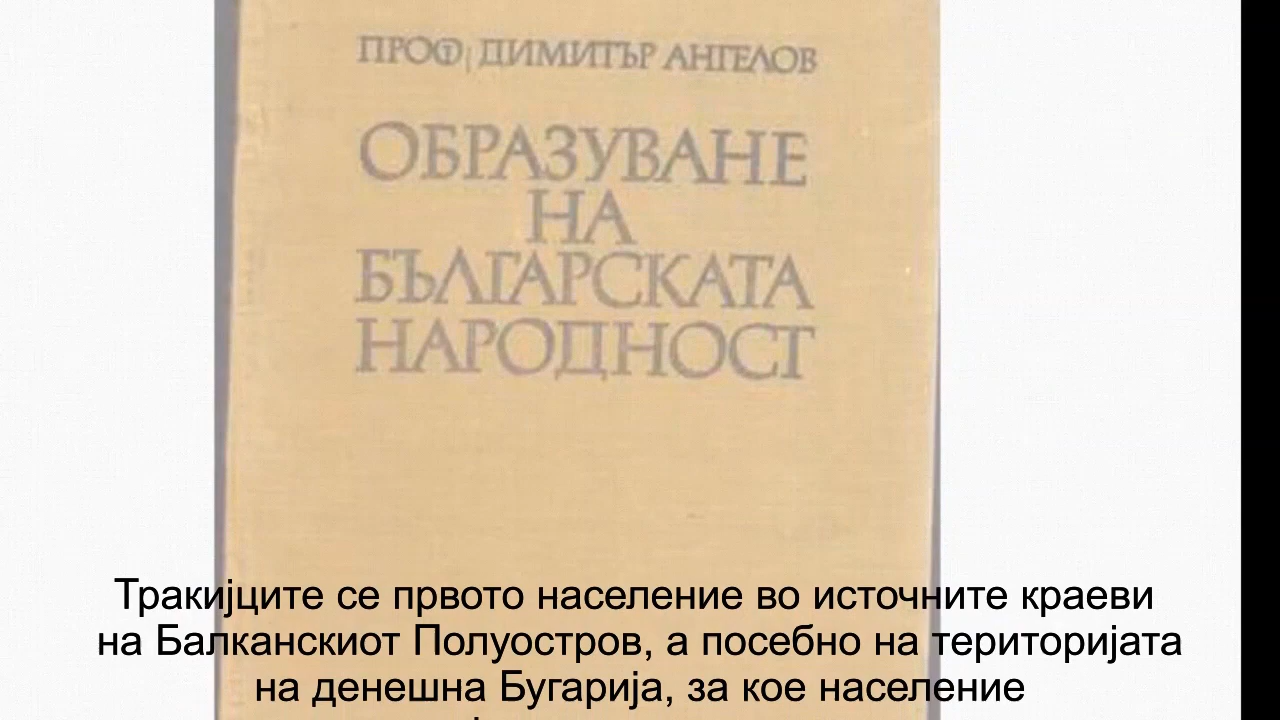 ПРОФ. ДИМИТЪР АНГЕЛОВ
ОБРАЗУВАНЕ
НА
БЪЛГАРСКАТА
НАРОДНОСТ
Тракијците се првото население во источните краеви
на Балканскиот Полуостров, а посебно на територијата
на денешна Бугарија, за кое население